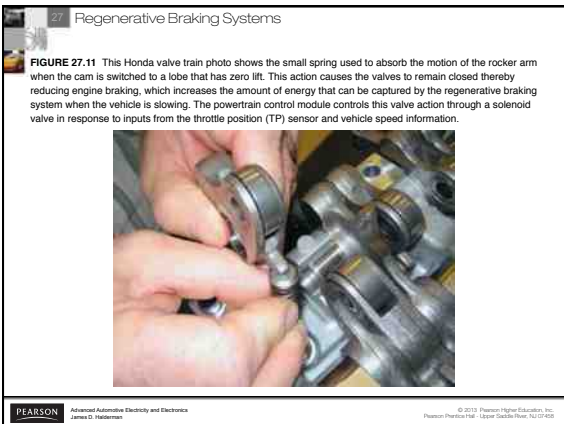 27 Regenerative Braking Systems
FIGURE 27.11 This Honda valve train photo shows the small spring used to absorb the motion of the rocker arm
when the cam is switched to a lobe that has zero lift. This action causes the valves to remain closed thereby
reducing engine braking, which increases the amount of energy that can be captured by the regenerative braking
system when the vehicle is slowing. The powertrain control module controls this valve action through a solenoid
valve in response to inputs from the throttle position (TP) sensor and vehicle speed information.
PEARSON
Advanced Automotive Electricity and Electronics
James D. Halderman
© 2013 Pearson Higher Education, Inc.
Pearson Prentice Hall - Upper Saddle River, NJ 07458